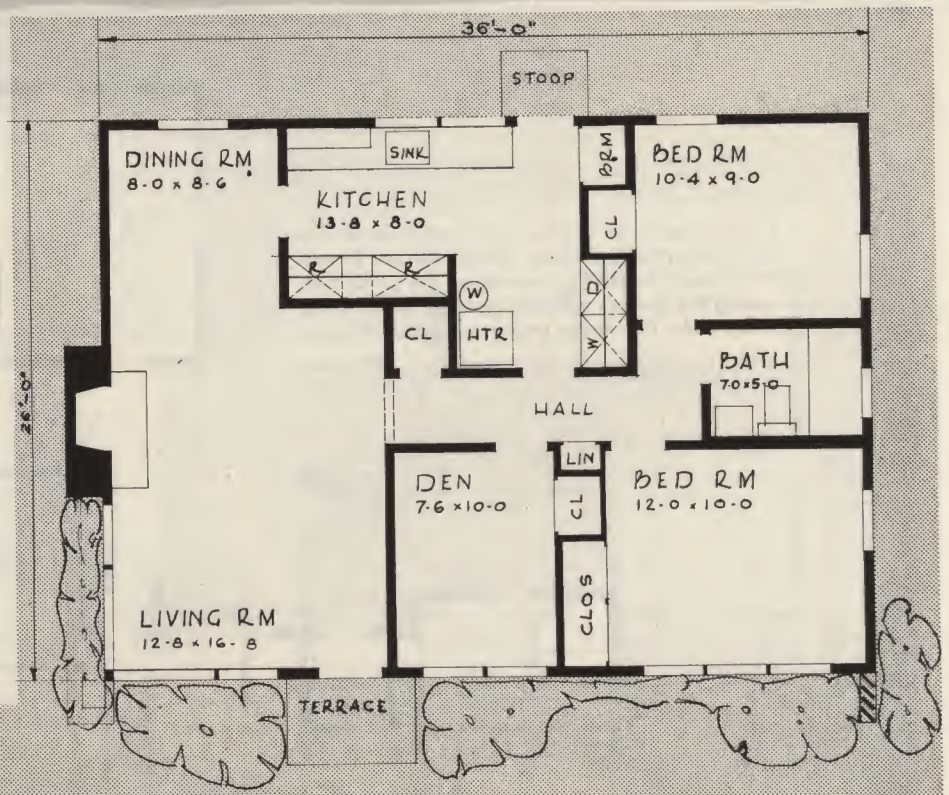 36'-0"
STOOP
DINING RM
8-0 x 8-6
SINK
BRM
BED RM
10-4 x 9-0
KITCHEN
13-8 x 8-0
CL
R
R
D
W
CL
HTR
W
BATH
7-0 x 5-0
26'-0"
HALL
LIN
DEN
7-6 x 10-0
CL
BED RM
12-0 x 10-0
CLOS
LIVING RM
12-8 x 16-8
TERRACE